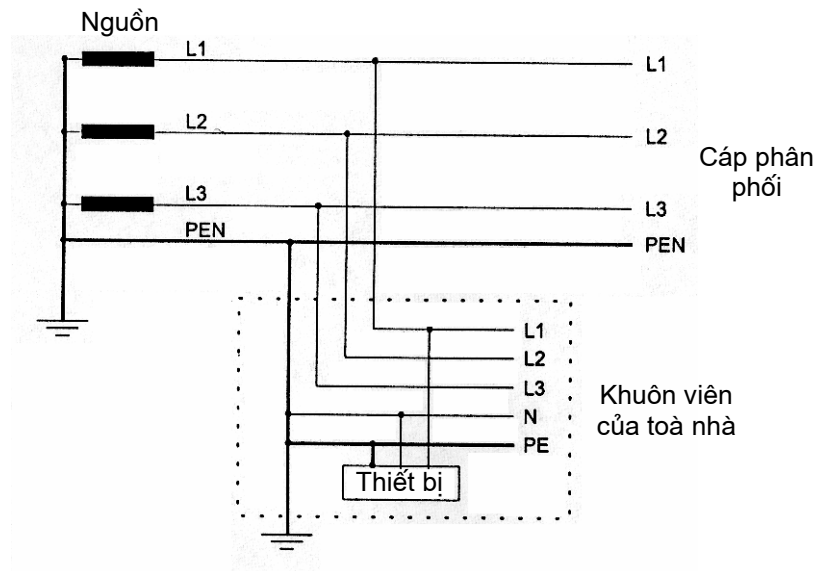 Nguồn
L1
L1
L2
L2
Cáp phân
phối
L3
L3
PEN
PEN
L1
L2
L3
N
PE
Khuôn viên
của toà nhà
Thiết bị